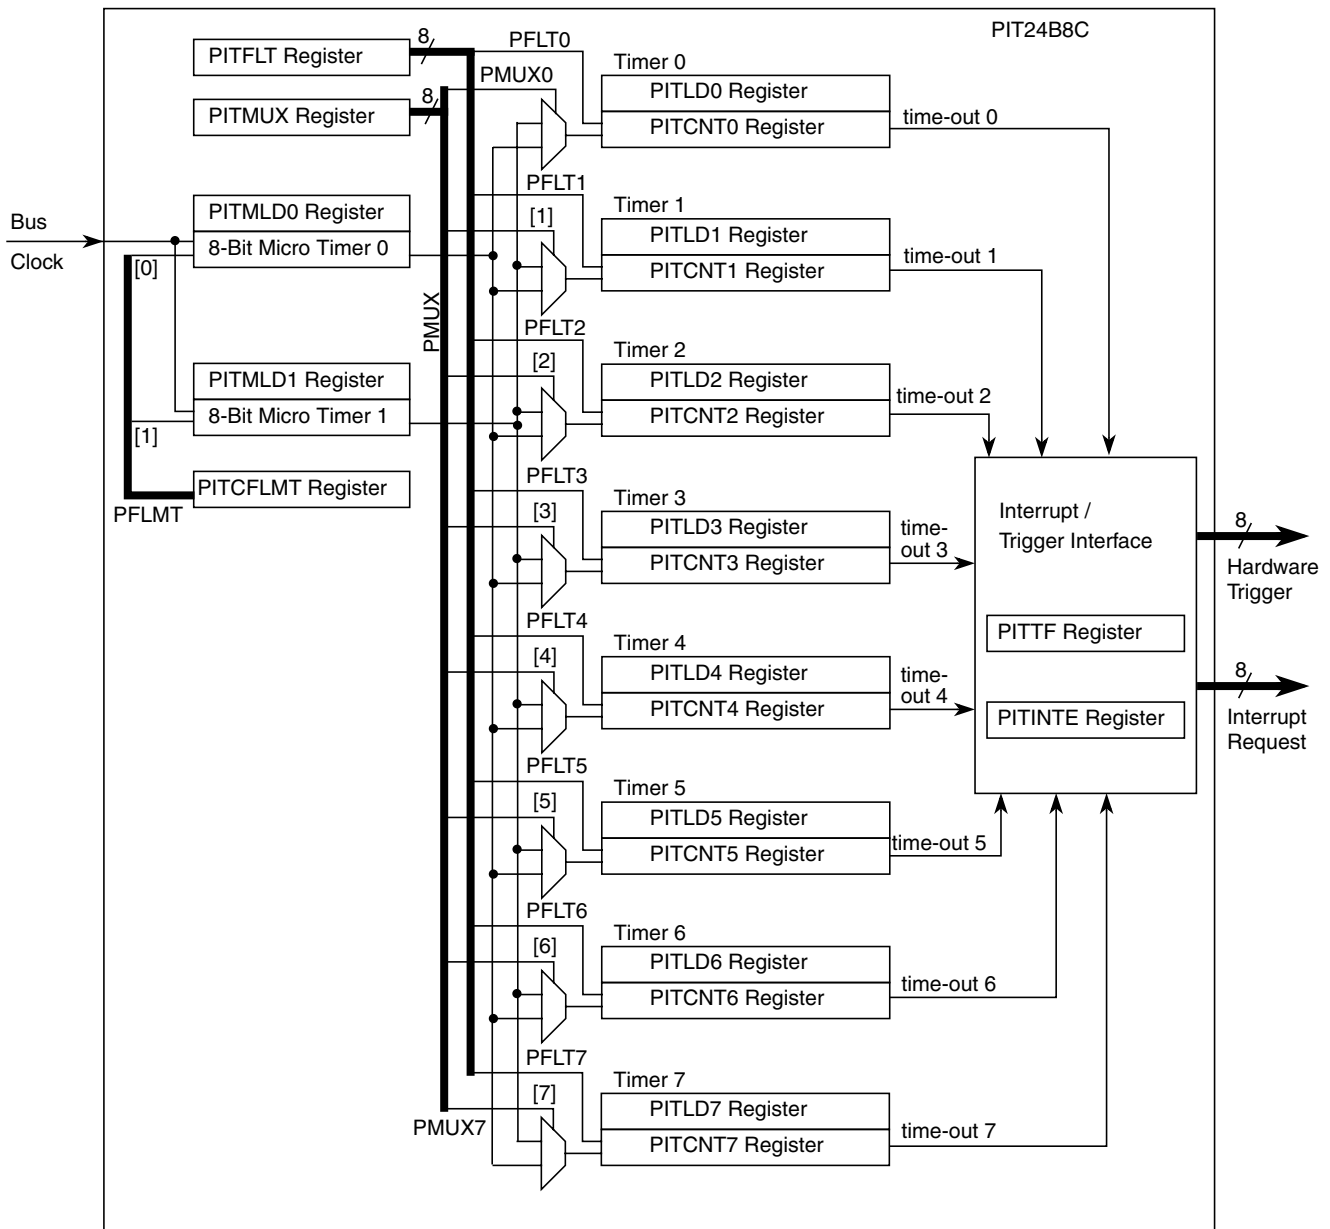 PIT24B8C
PITFLT Register
8
PITMUX Register
8
PFLT0
PMUX0
Timer 0
PITLD0 Register
PITCNT0 Register
time-out 0
Bus
Clock
PITMLD0 Register
8-Bit Micro Timer 0
[0]
PITMLD1 Register
8-Bit Micro Timer 1
[1]
PITCFLMT Register
PFLMT
PMUX
PFLT1
[1]
Timer 1
PITLD1 Register
PITCNT1 Register
time-out 1
PFLT2
[2]
Timer 2
PITLD2 Register
PITCNT2 Register
time-out 2
PFLT3
[3]
Timer 3
PITLD3 Register
PITCNT3 Register
time-
out 3
PFLT4
[4]
Timer 4
PITLD4 Register
PITCNT4 Register
time-
out 4
PFLT5
[5]
Timer 5
PITLD5 Register
PITCNT5 Register
time-out 5
PFLT6
[6]
Timer 6
PITLD6 Register
PITCNT6 Register
time-out 6
PFLT7
[7]
PMUX7
Timer 7
PITLD7 Register
PITCNT7 Register
time-out 7
Interrupt /
Trigger Interface
PITTF Register
PITINTE Register
8
Hardware
Trigger
8
Interrupt
Request